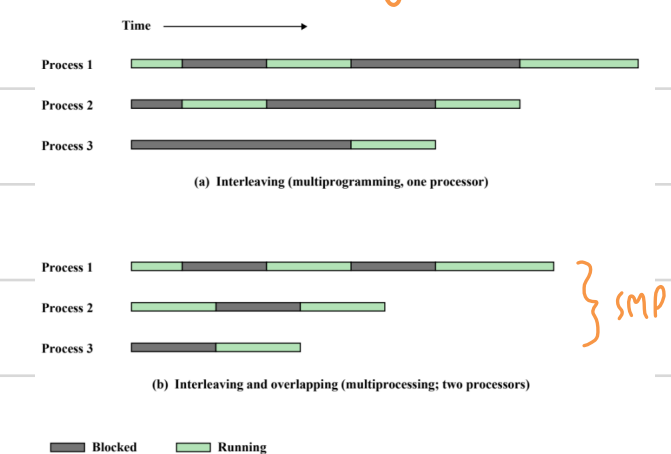 Time
Process 1
Process 2
Process 3
(a) Interleaving (multiprogramming, one processor)
Process 1
Process 2
SMP
Process 3
(b) Interleaving and overlapping (multiprocessing; two processors)
Blocked
Running